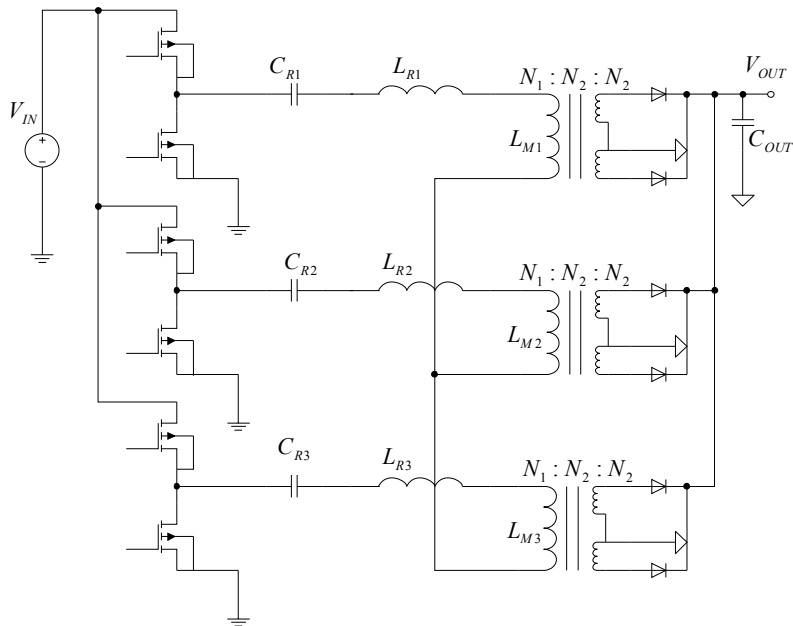 V_IN
+
−
C_R1
L_R1
N_1 : N_2 : N_2
L_M1
V_OUT
C_OUT
C_R2
L_R2
N_1 : N_2 : N_2
L_M2
C_R3
L_R3
N_1 : N_2 : N_2
L_M3